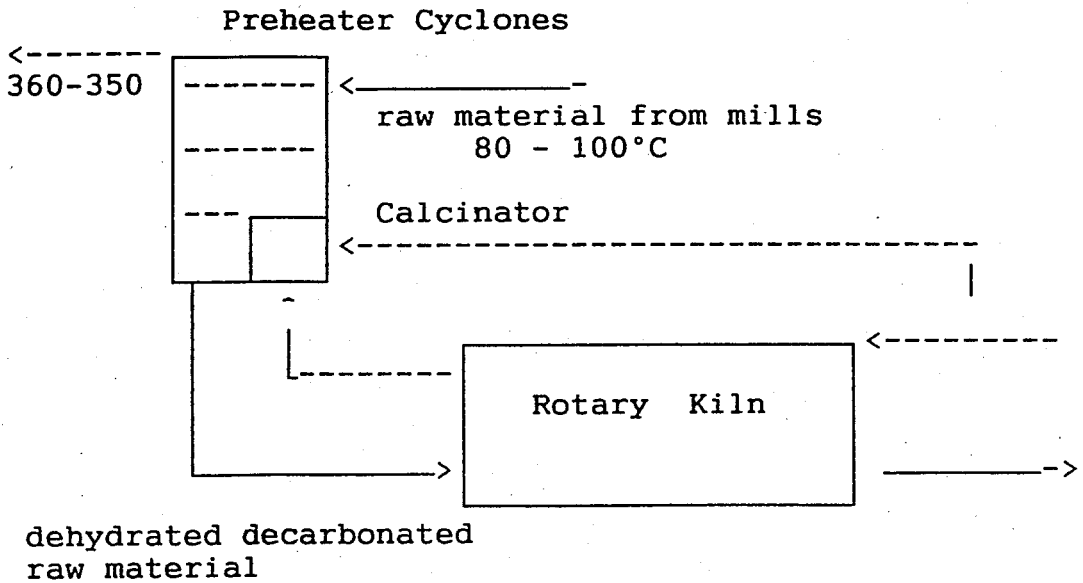 Preheater Cyclones
360-350
raw material from mills
80 - 100°C
Calcinator
Rotary Kiln
dehydrated decarbonated
raw material